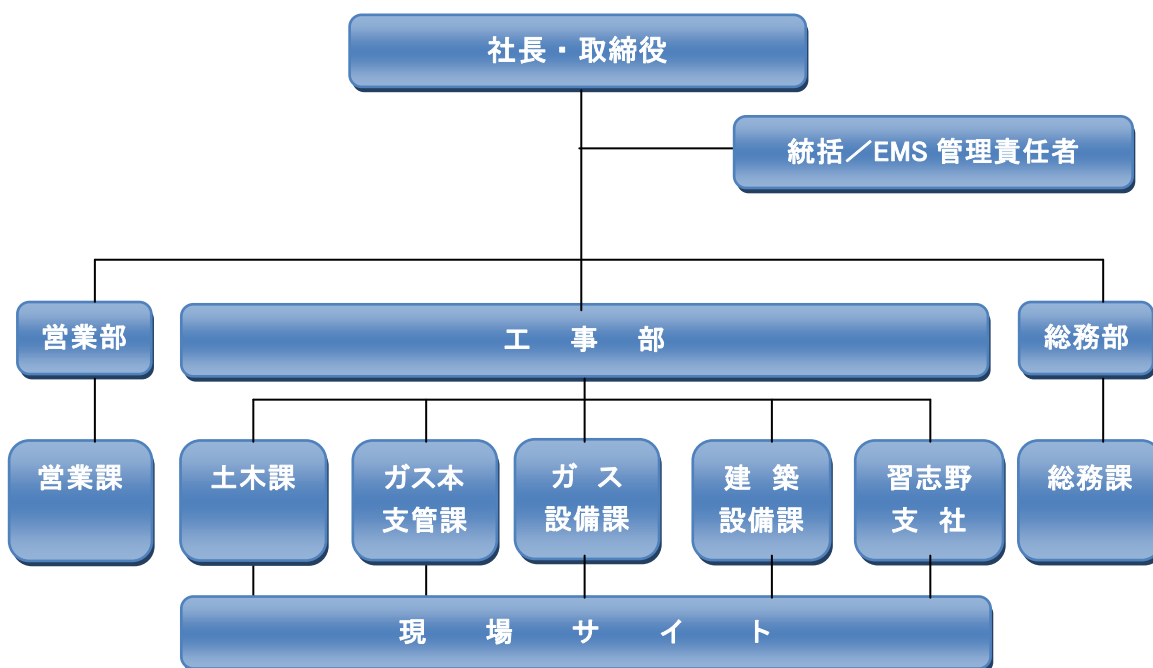 社長・取締役
統括／EMS 管理責任者
営業部
工 事 部
総務部
営業課
土木課
ガス本
支管課
ガ ス
設備課
建 築
設備課
習志野
支 社
総務課
現 場 サ イ ト